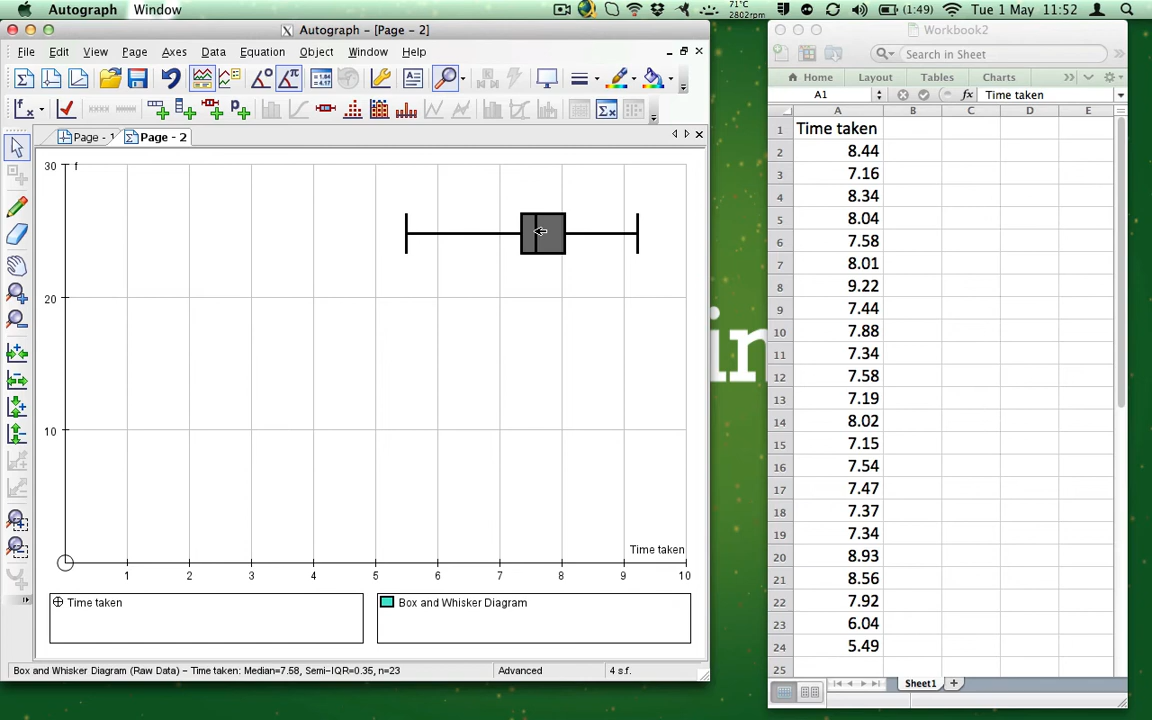 Autograph Window
71°C
2802rpm
(1:49) Tue 1 May 11:52
Autograph - [Page - 2]
File Edit View Page Axes Data Equation Object Window Help
Page - 1 Page - 2
30 f
20
10
Time taken
1 2 3 4 5 6 7 8 9 10
Time taken
Box and Whisker Diagram
Box and Whisker Diagram (Raw Data) – Time taken: Median=7.58, Semi-IQR=0.35, n=23 Advanced 4 s.f.
in
Workbook2
Search in Sheet
Home Layout Tables Charts
A1 fx Time taken
A B C D E
1 Time taken
2 8.44
3 7.16
4 8.34
5 8.04
6 7.58
7 8.01
8 9.22
9 7.44
10 7.88
11 7.34
12 7.58
13 7.19
14 8.02
15 7.15
16 7.54
17 7.47
18 7.37
19 7.34
20 8.93
21 8.56
22 7.92
23 6.04
24 5.49
25
Sheet1